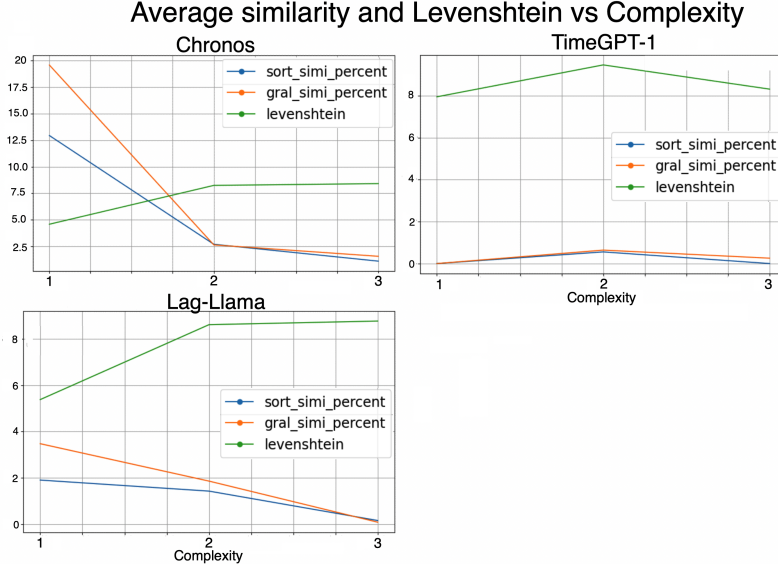 Average similarity and Levenshtein vs Complexity
Chronos
20
17.5
15.0
12.5
10.0
7.5
5.0
2.5
1
2
3
sort_simi_percent
gral_simi_percent
levenshtein
TimeGPT-1
8
6
4
2
0
1
2
3
Complexity
sort_simi_percent
gral_simi_percent
levenshtein
Lag-Llama
8
6
4
2
0
1
2
3
Complexity
sort_simi_percent
gral_simi_percent
levenshtein